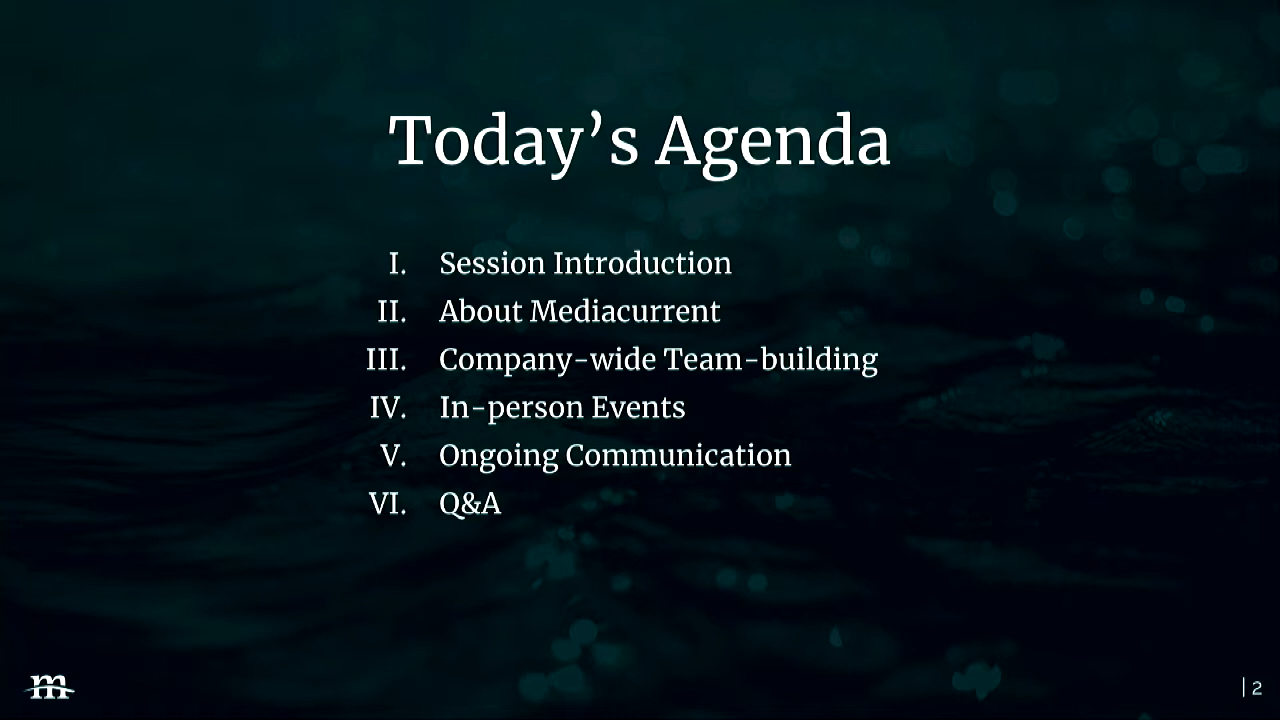 Today’s Agenda
I. Session Introduction
II. About Mediacurrent
III. Company-wide Team-building
IV. In-person Events
V. Ongoing Communication
VI. Q&A
m
| 2